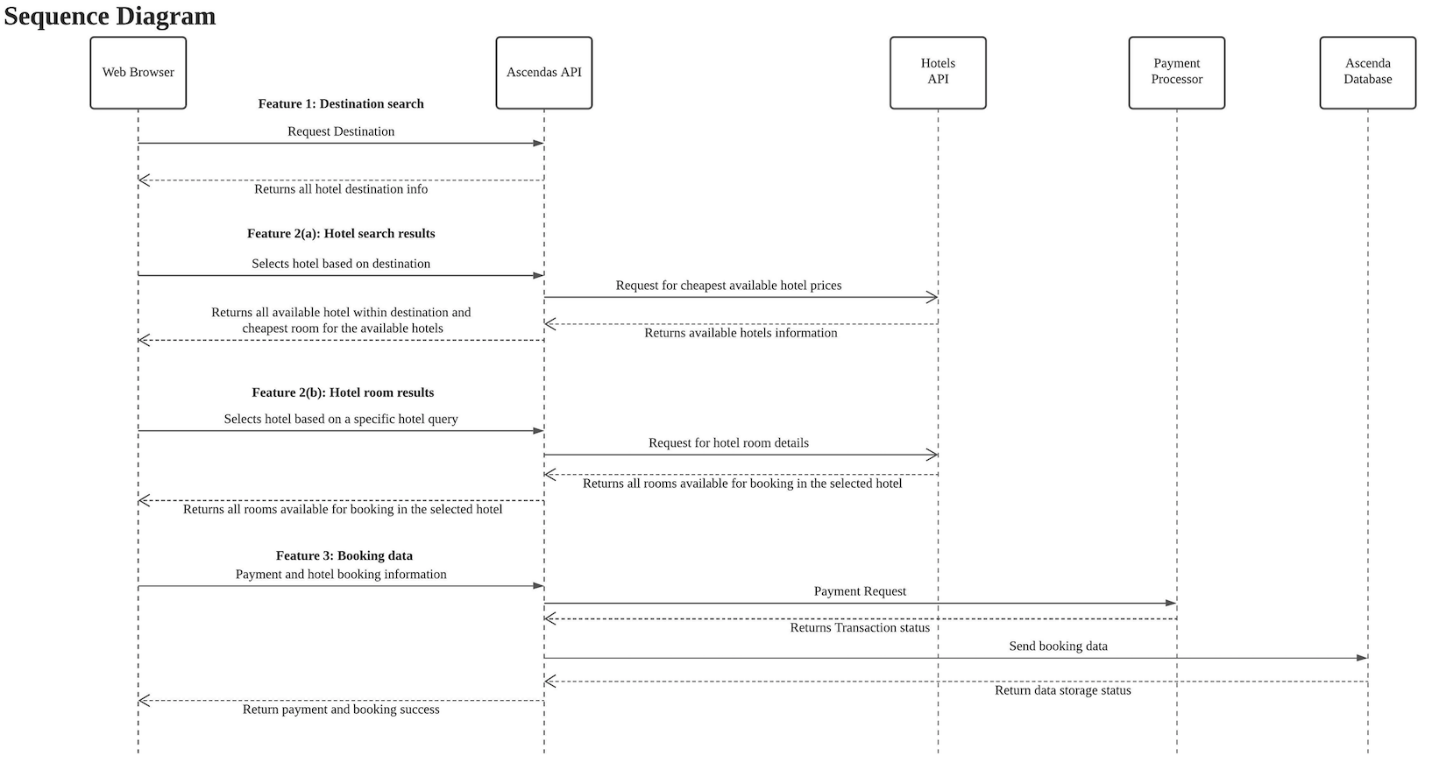 Sequence Diagram
Web Browser
Ascendas API
Hotels
API
Payment
Processor
Ascenda
Database
Feature 1: Destination search
Request Destination
Returns all hotel destination info
Feature 2(a): Hotel search results
Selects hotel based on destination
Request for cheapest available hotel prices
Returns available hotels information
Returns all available hotel within destination and
cheapest room for the available hotels
Feature 2(b): Hotel room results
Selects hotel based on a specific hotel query
Request for hotel room details
Returns all rooms available for booking in the selected hotel
Returns all rooms available for booking in the selected hotel
Feature 3: Booking data
Payment and hotel booking information
Payment Request
Returns Transaction status
Send booking data
Return data storage status
Return payment and booking success